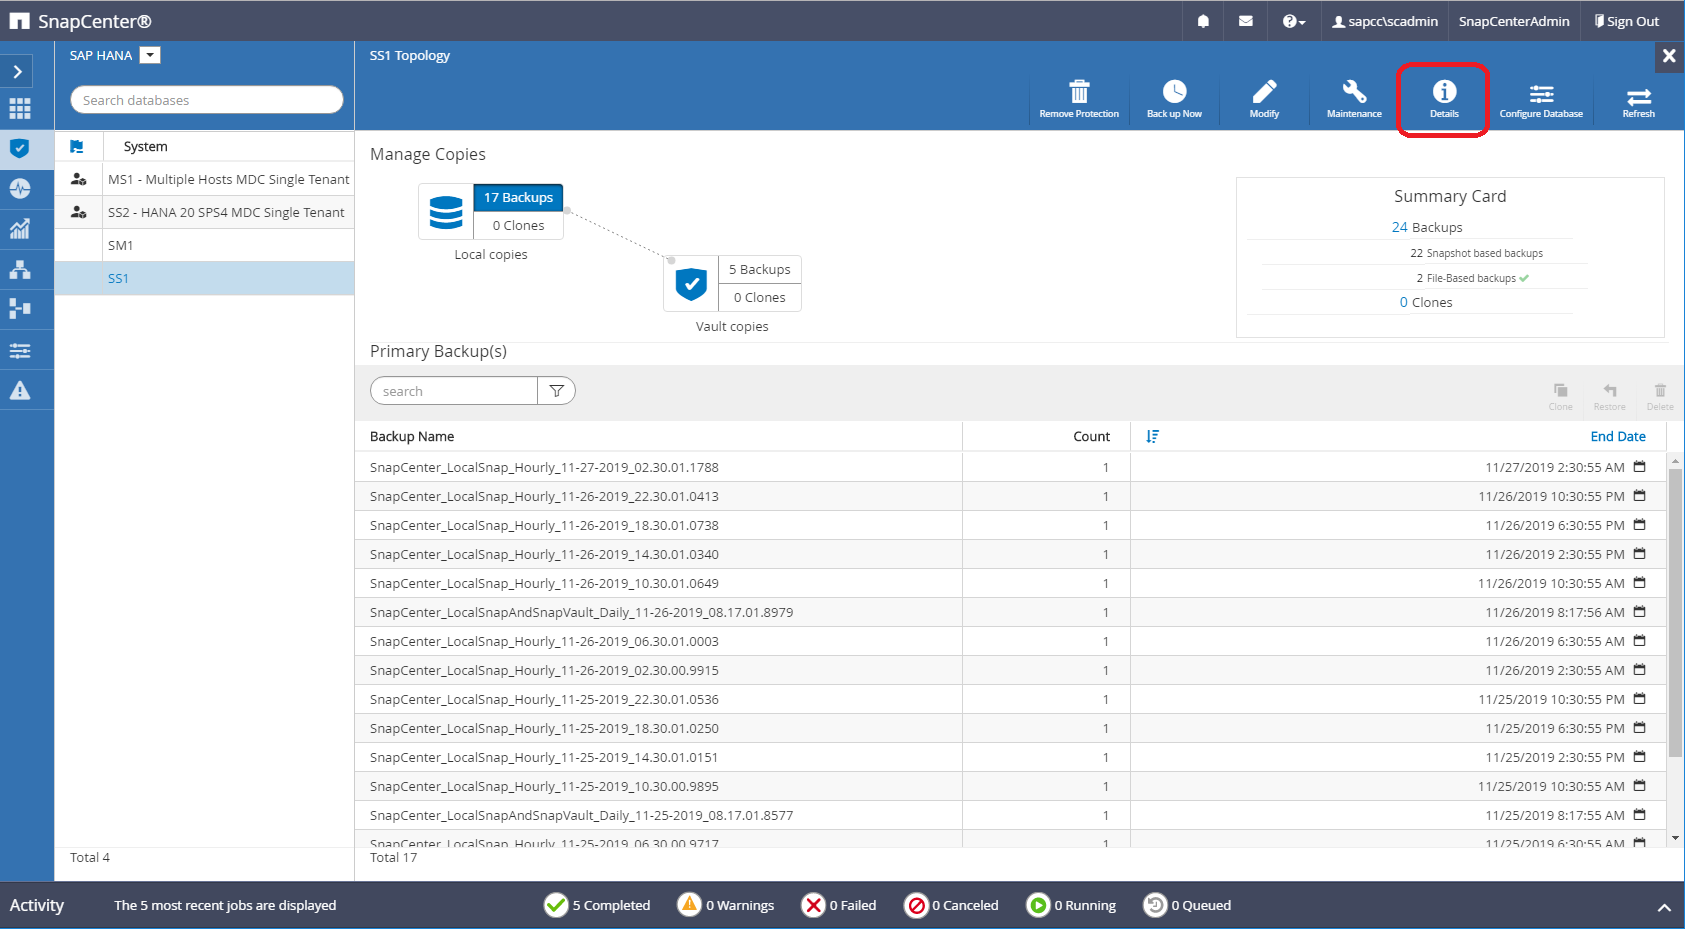 SnapCenter®
sapcc\scadmin
SnapCenterAdmin
Sign Out
SAP HANA
Search databases
System
MS1 - Multiple Hosts MDC Single Tenant
SS2 - HANA 20 SPS4 MDC Single Tenant
SM1
SS1
Total 4
SS1 Topology
Remove Protection
Back up Now
Modify
Maintenance
Details
Configure Database
Refresh
Manage Copies
17 Backups
0 Clones
Local copies
5 Backups
0 Clones
Vault copies
Summary Card
24 Backups
22 Snapshot based backups
2 File-Based backups
0 Clones
Primary Backup(s)
search
Clone
Restore
Delete
Backup Name Count End Date
SnapCenter_LocalSnap_Hourly_11-27-2019_02.30.01.1788 1 11/27/2019 2:30:55 AM
SnapCenter_LocalSnap_Hourly_11-26-2019_22.30.01.0413 1 11/26/2019 10:30:55 PM
SnapCenter_LocalSnap_Hourly_11-26-2019_18.30.01.0738 1 11/26/2019 6:30:55 PM
SnapCenter_LocalSnap_Hourly_11-26-2019_14.30.01.0340 1 11/26/2019 2:30:55 PM
SnapCenter_LocalSnap_Hourly_11-26-2019_10.30.01.0649 1 11/26/2019 10:30:55 AM
SnapCenter_LocalSnapAndSnapVault_Daily_11-26-2019_08.17.01.8979 1 11/26/2019 8:17:56 AM
SnapCenter_LocalSnap_Hourly_11-26-2019_06.30.01.0003 1 11/26/2019 6:30:55 AM
SnapCenter_LocalSnap_Hourly_11-26-2019_02.30.00.9915 1 11/26/2019 2:30:55 AM
SnapCenter_LocalSnap_Hourly_11-25-2019_22.30.01.0536 1 11/25/2019 10:30:55 PM
SnapCenter_LocalSnap_Hourly_11-25-2019_18.30.01.0250 1 11/25/2019 6:30:55 PM
SnapCenter_LocalSnap_Hourly_11-25-2019_14.30.01.0151 1 11/25/2019 2:30:55 PM
SnapCenter_LocalSnap_Hourly_11-25-2019_10.30.00.9895 1 11/25/2019 10:30:55 AM
SnapCenter_LocalSnapAndSnapVault_Daily_11-25-2019_08.17.01.8577 1 11/25/2019 8:17:55 AM
SnapCenter_LocalSnap_Hourly_11-25-2019_06.30.00.9717 1 11/25/2019 6:30:55 AM
Total 17
Activity
The 5 most recent jobs are displayed
5 Completed
0 Warnings
0 Failed
0 Canceled
0 Running
0 Queued